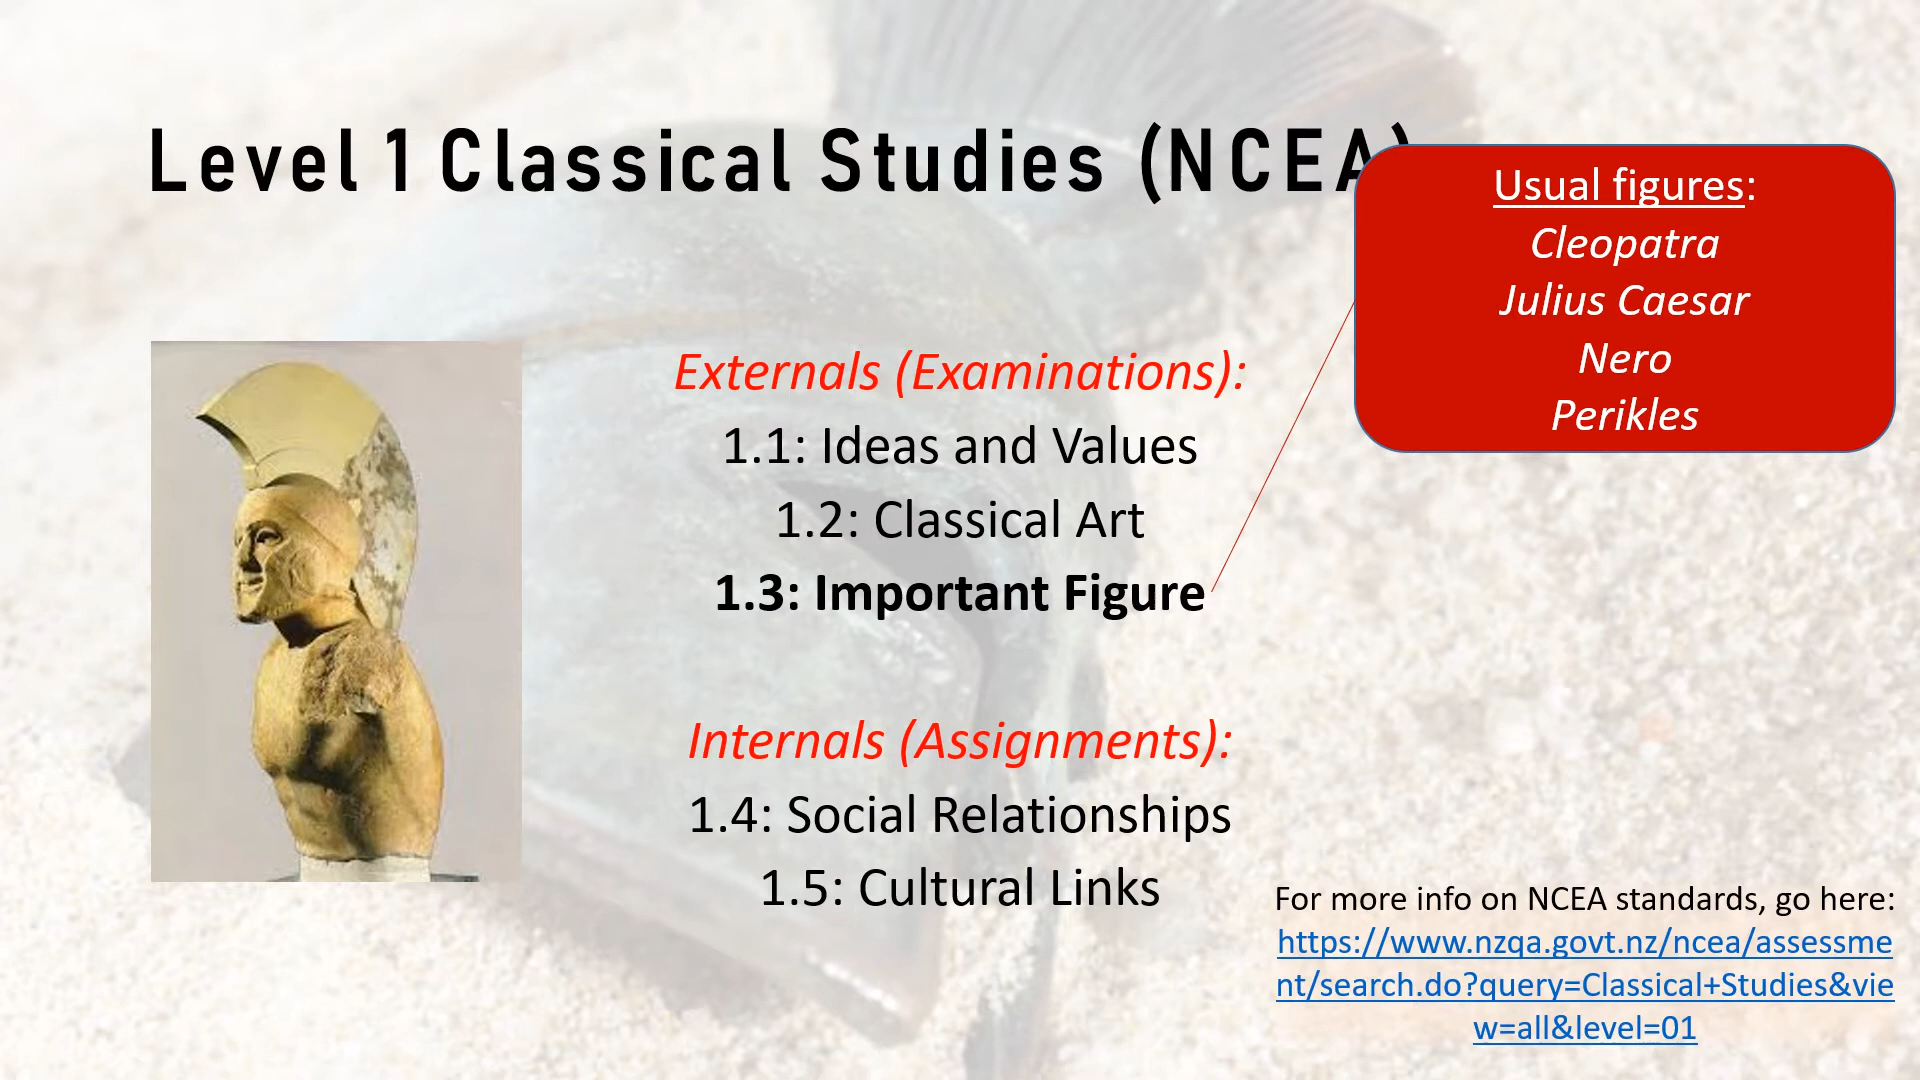 Level 1 Classical Studies (NCEA)
Usual figures:
Cleopatra
Julius Caesar
Nero
Perikles
Externals (Examinations):
1.1: Ideas and Values
1.2: Classical Art
1.3: Important Figure
Internals (Assignments):
1.4: Social Relationships
1.5: Cultural Links
For more info on NCEA standards, go here:
https://www.nzqa.govt.nz/ncea/assessme
nt/search.do?query=Classical+Studies&vie
w=all&level=01